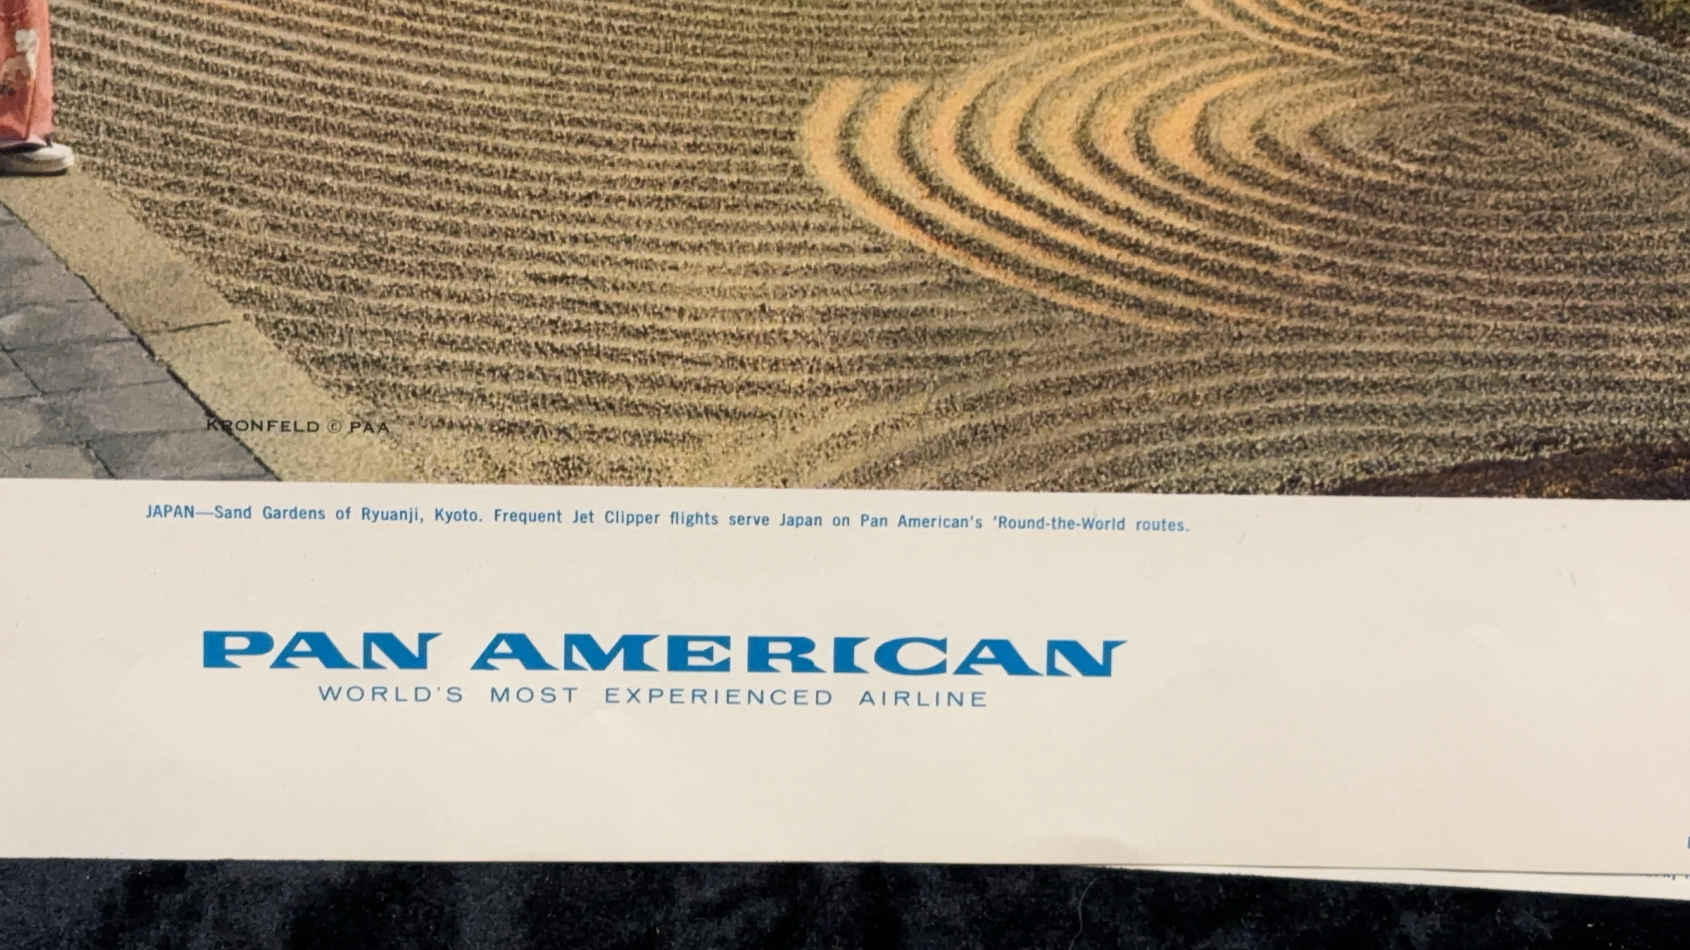 KRONFELD © PAA
JAPAN—Sand Gardens of Ryuanji, Kyoto. Frequent Jet Clipper flights serve Japan on Pan American's 'Round-the-World routes.
PAN AMERICAN
WORLD'S MOST EXPERIENCED AIRLINE